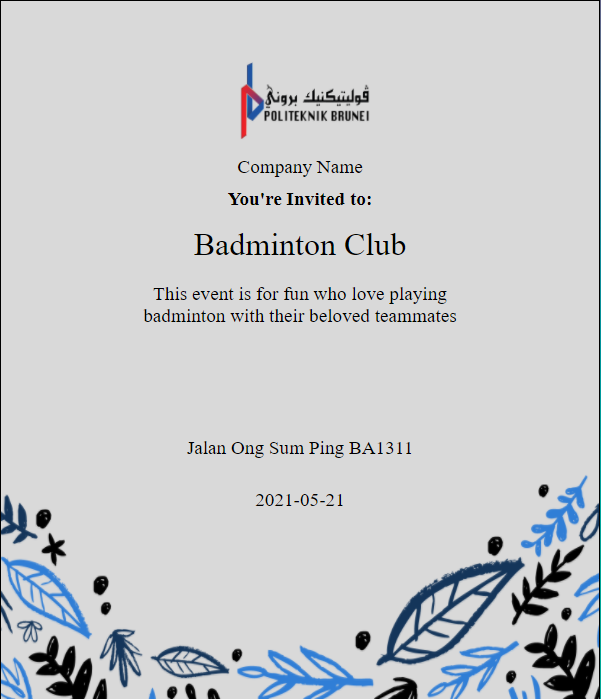 ڤوليتيکنيك بروني
POLITEKNIK BRUNEI
Company Name
You're Invited to:
Badminton Club
This event is for fun who love playing
badminton with their beloved teammates
Jalan Ong Sum Ping BA1311
2021-05-21